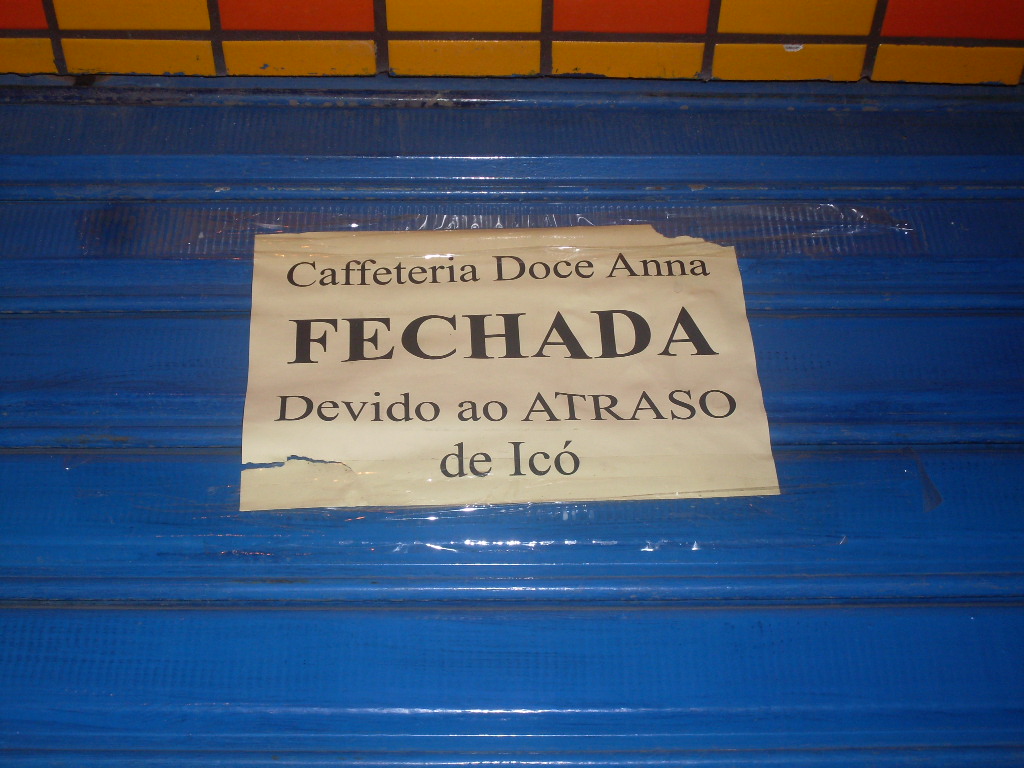 Caffeteria Doce Anna
FECHADA
Devido ao ATRASO
de Icó